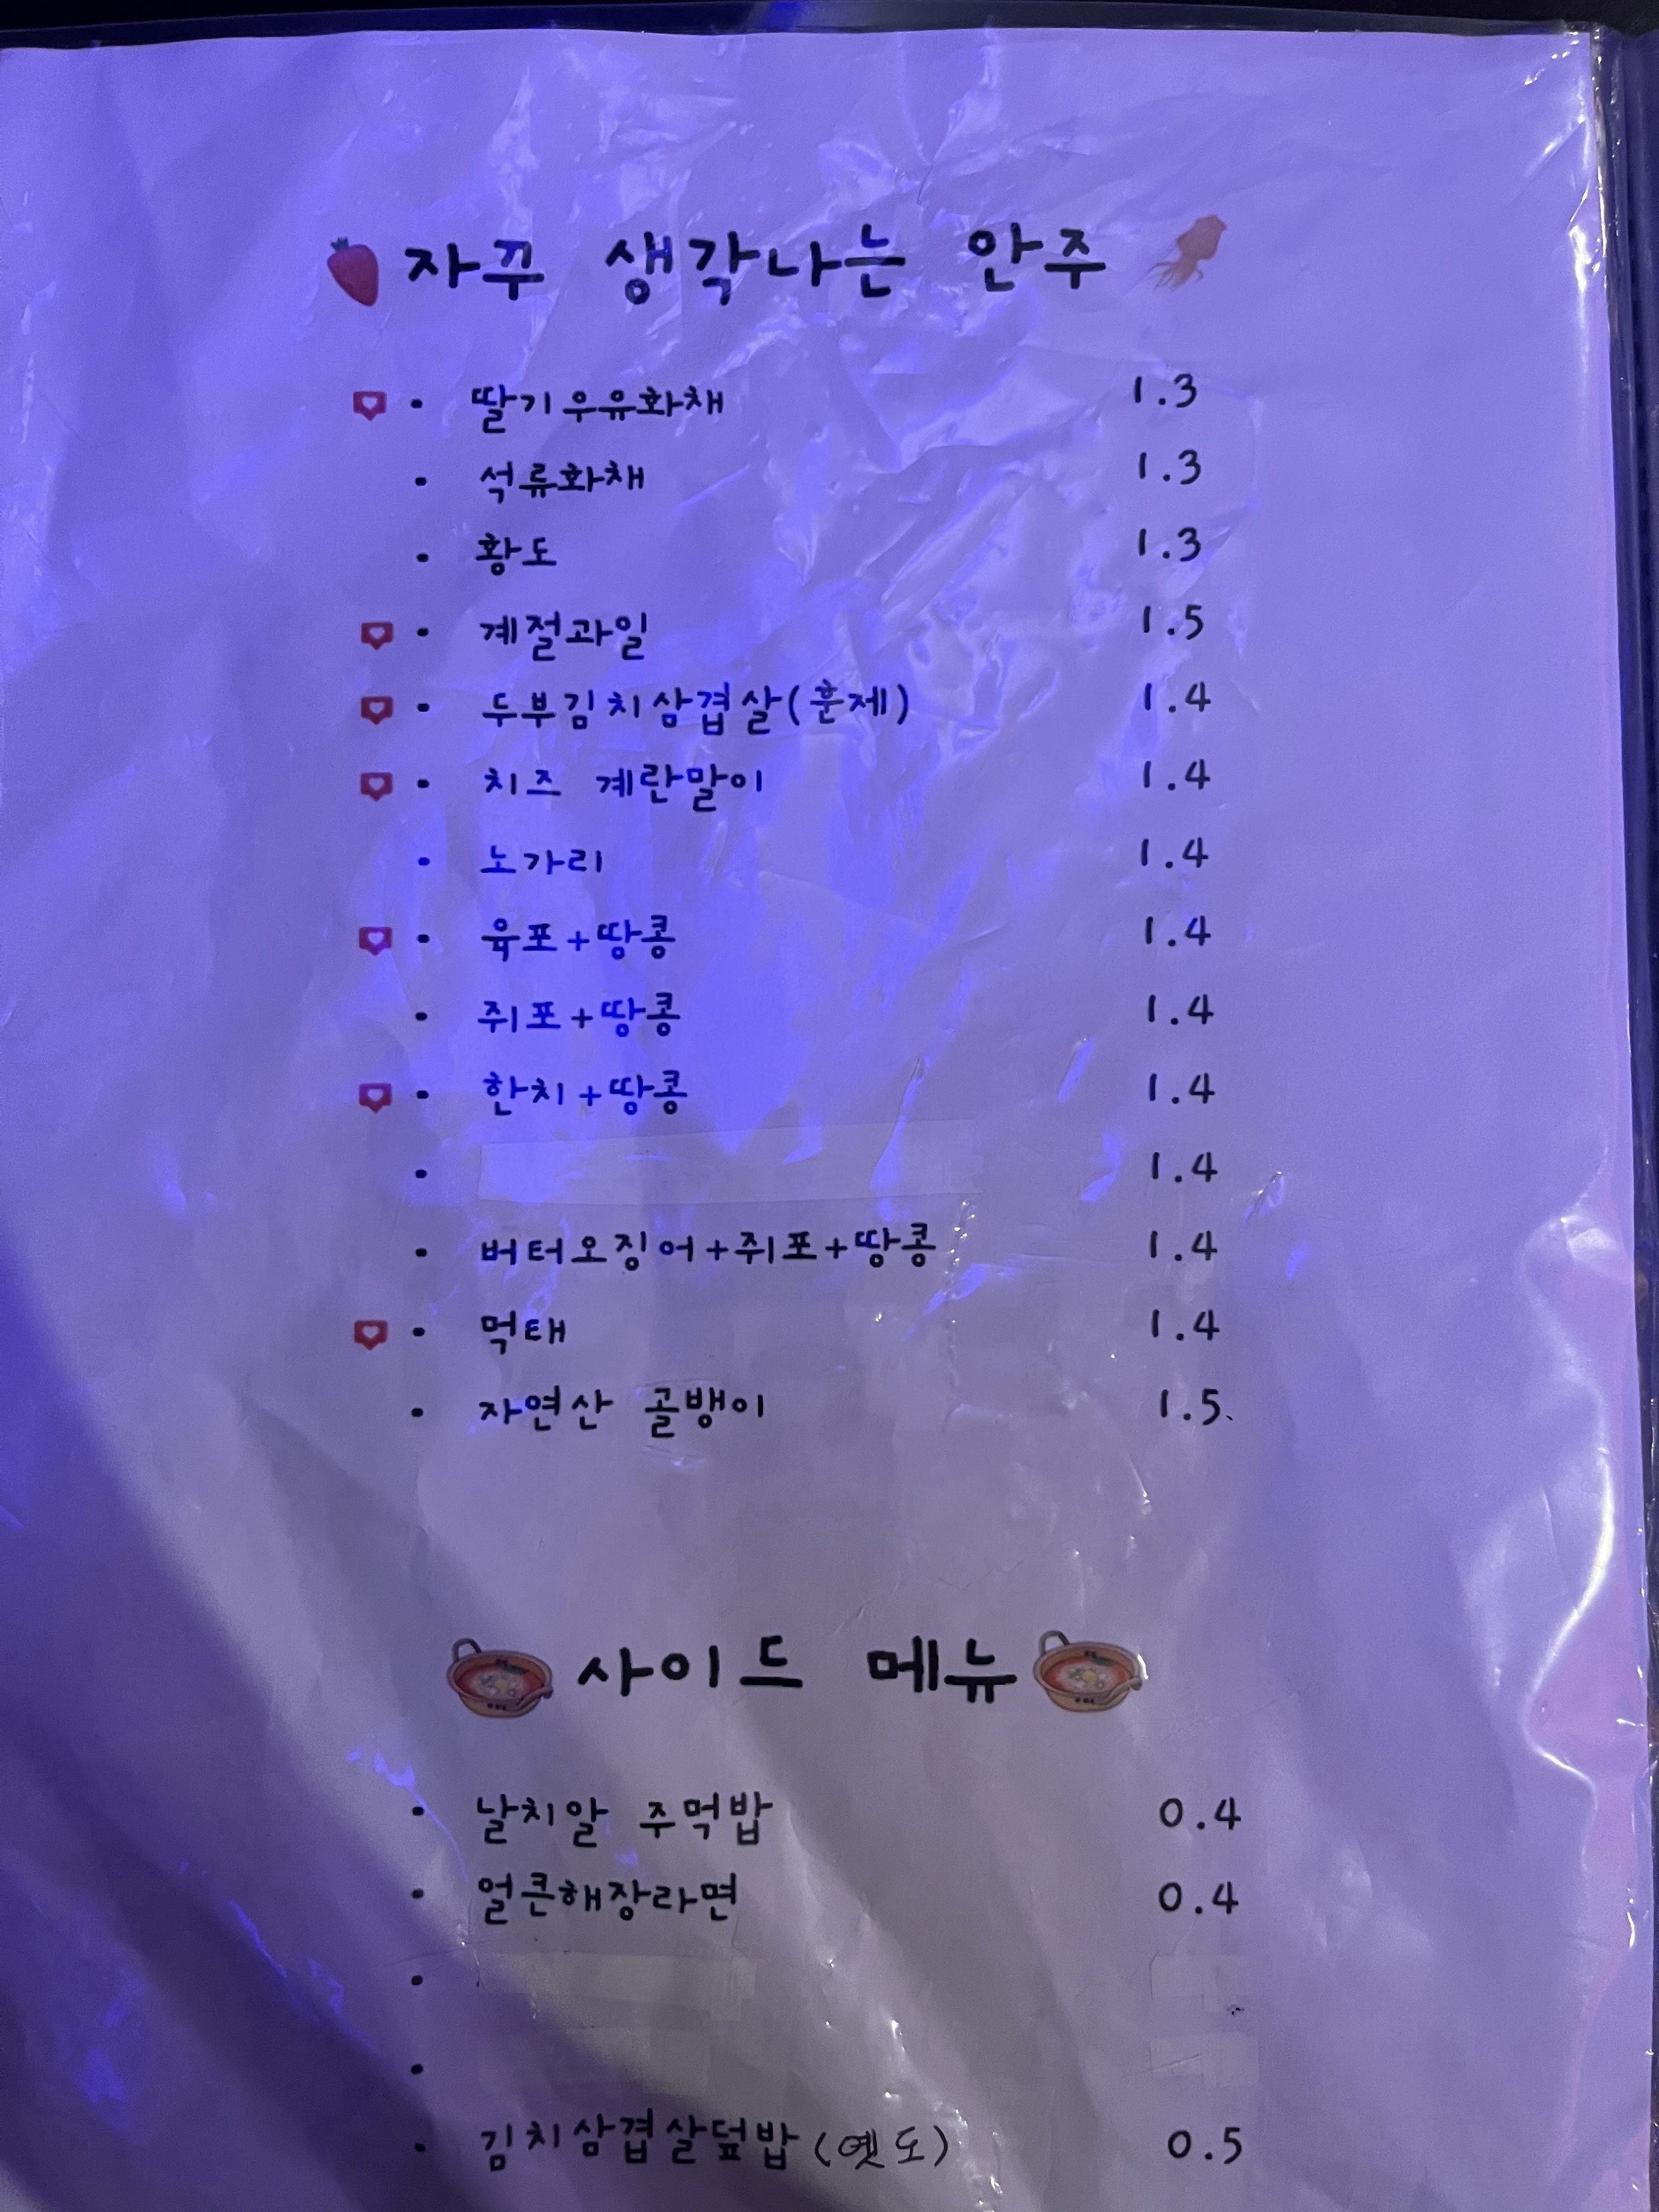 자꾸 생각나는 안주
• 딸기우유화채 1.3
• 석류화채 1.3
• 황도 1.3
• 계절과일 1.5
• 두부김치삼겹살(훈제) 1.4
• 치즈 계란말이 1.4
• 노가리 1.4
• 육포+땅콩 1.4
• 쥐포+땅콩 1.4
• 한치+땅콩 1.4
• 1.4
• 버터오징어+쥐포+땅콩 1.4
• 먹태 1.4
• 자연산 골뱅이 1.5
사이드 메뉴
• 날치알 주먹밥 0.4
• 얼큰해장라면 0.4
•
•
• 김치삼겹살덮밥(옛도) 0.5